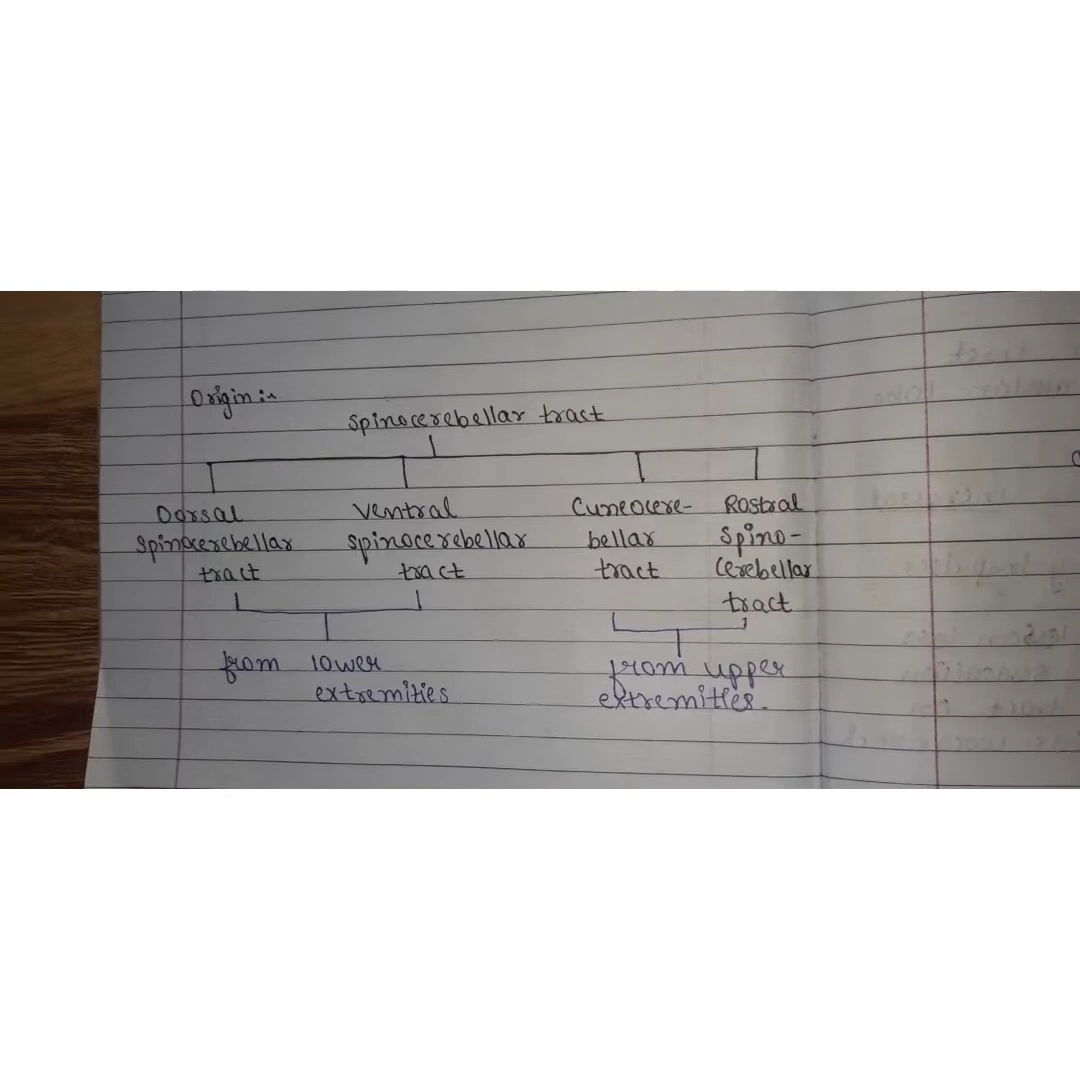 Origin :-
Spinocerebellar tract
Dorsal spinocerebellar tract
Ventral spinocerebellar tract
Cuneocere-
bellar
tract
Rostral
Spino-
Cerebellar
tract
from lower
extremities
from upper
extremities.